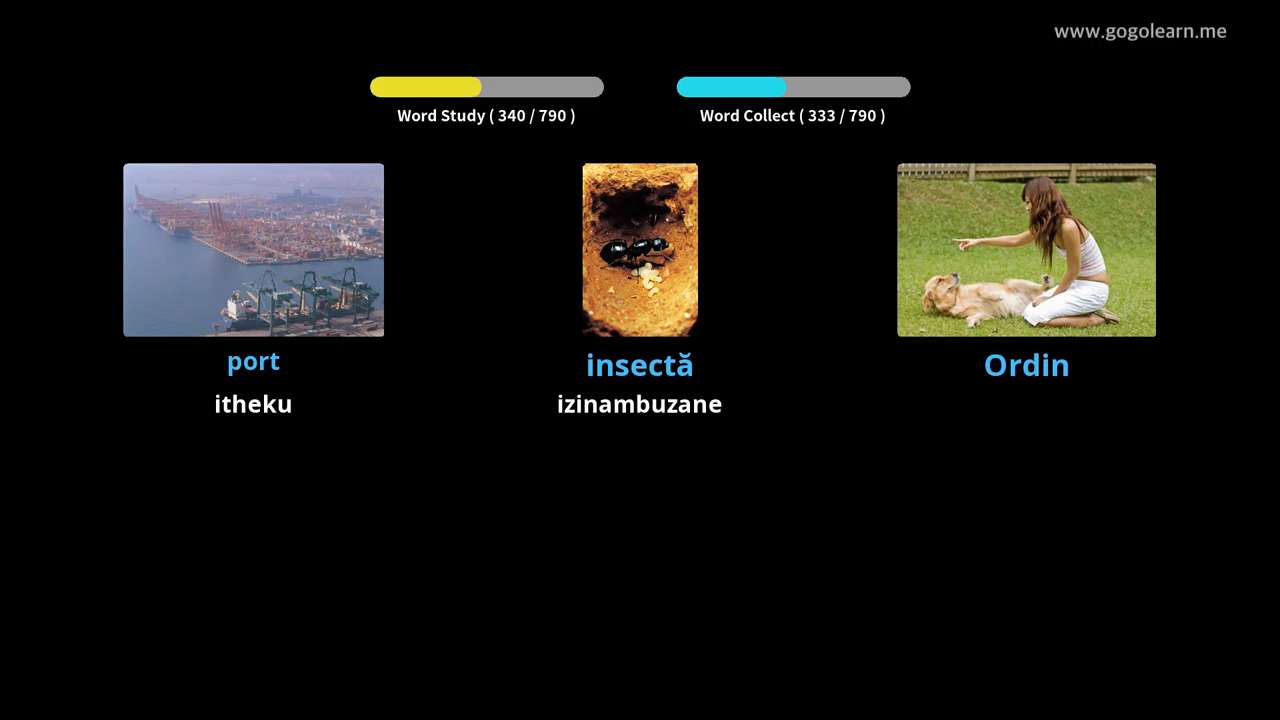 www.gogolearn.me
Word Study ( 340 / 790 )
Word Collect ( 333 / 790 )
port
insectă
Ordin
itheku
izinambuzane